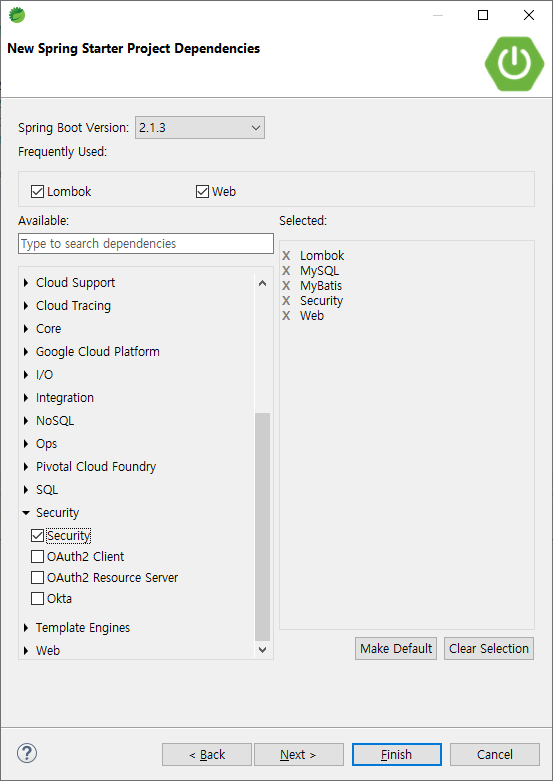 New Spring Starter Project Dependencies
Spring Boot Version: 2.1.3
Frequently Used:
Lombok Web
Available: Selected:
Type to search dependencies
Cloud Support
Cloud Tracing
Core
Google Cloud Platform
I/O
Integration
NoSQL
Ops
Pivotal Cloud Foundry
SQL
Security
Security
OAuth2 Client
OAuth2 Resource Server
Okta
Template Engines
Web
X Lombok
X MySQL
X MyBatis
X Security
X Web
Make Default Clear Selection
? < Back Next > Finish Cancel